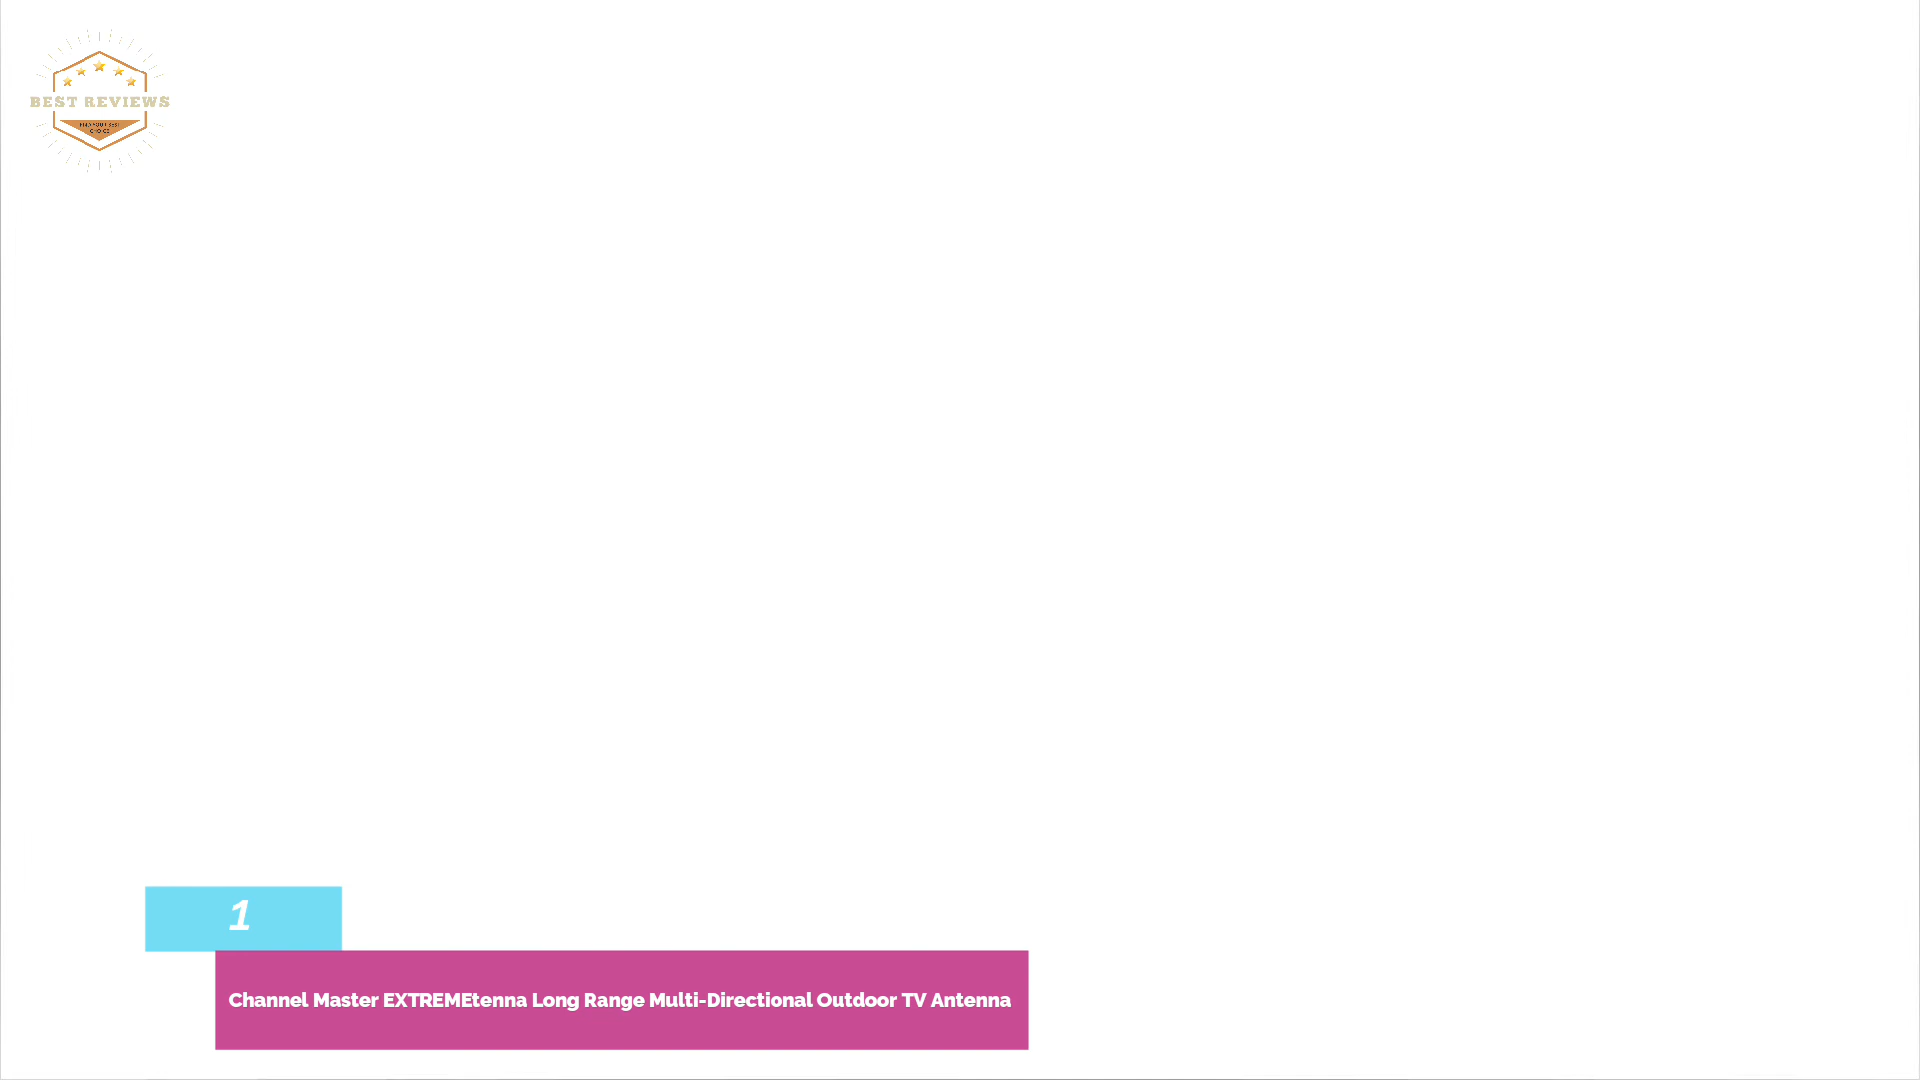 BEST REVIEWS
1
Channel Master EXTREMEtenna Long Range Multi-Directional Outdoor TV Antenna